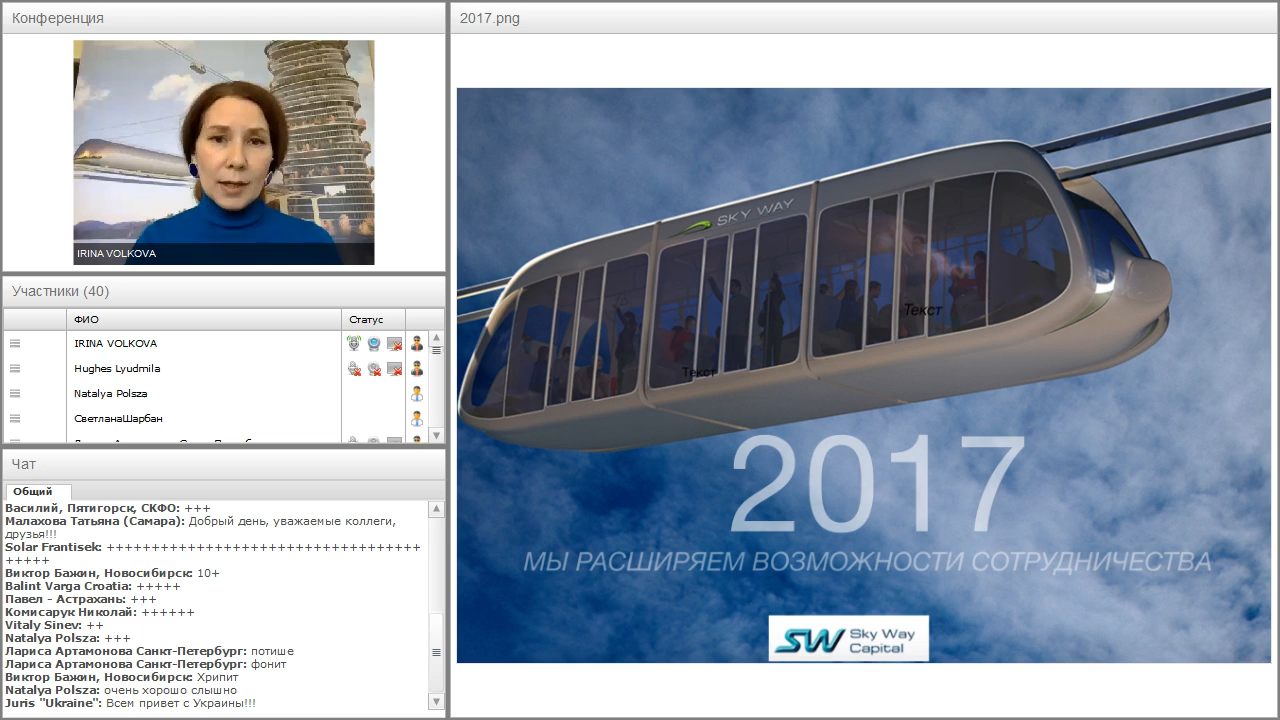 Конференция
IRINA VOLKOVA
Участники (40)
ФИО
Статус
IRINA VOLKOVA
Hughes Lyudmila
Natalya Polsza
СветланаШарбан
Чат
Общий
Василий, Пятигорск, СКФО: +++
Малахова Татьяна (Самара): Добрый день, уважаемые коллеги,
друзья!!!
Solar Frantisek: +++++++++++++++++++++++++++++++++++
+++++
Виктор Бажин, Новосибирск: 10+
Balint Varga Croatia: +++++
Павел - Астрахань: +++
Комисарук Николай: ++++++
Vitaly Sinev: ++
Natalya Polsza: +++
Лариса Артамонова Санкт-Петербург: потише
Лариса Артамонова Санкт-Петербург: фонит
Виктор Бажин, Новосибирск: Хрипит
Natalya Polsza: очень хорошо слышно
Juris "Ukraine": Всем привет с Украины!!!
2017.png
SKY WAY
Текст
Текст
2017
МЫ РАСШИРЯЕМ ВОЗМОЖНОСТИ СОТРУДНИЧЕСТВА
SW Sky Way
Capital